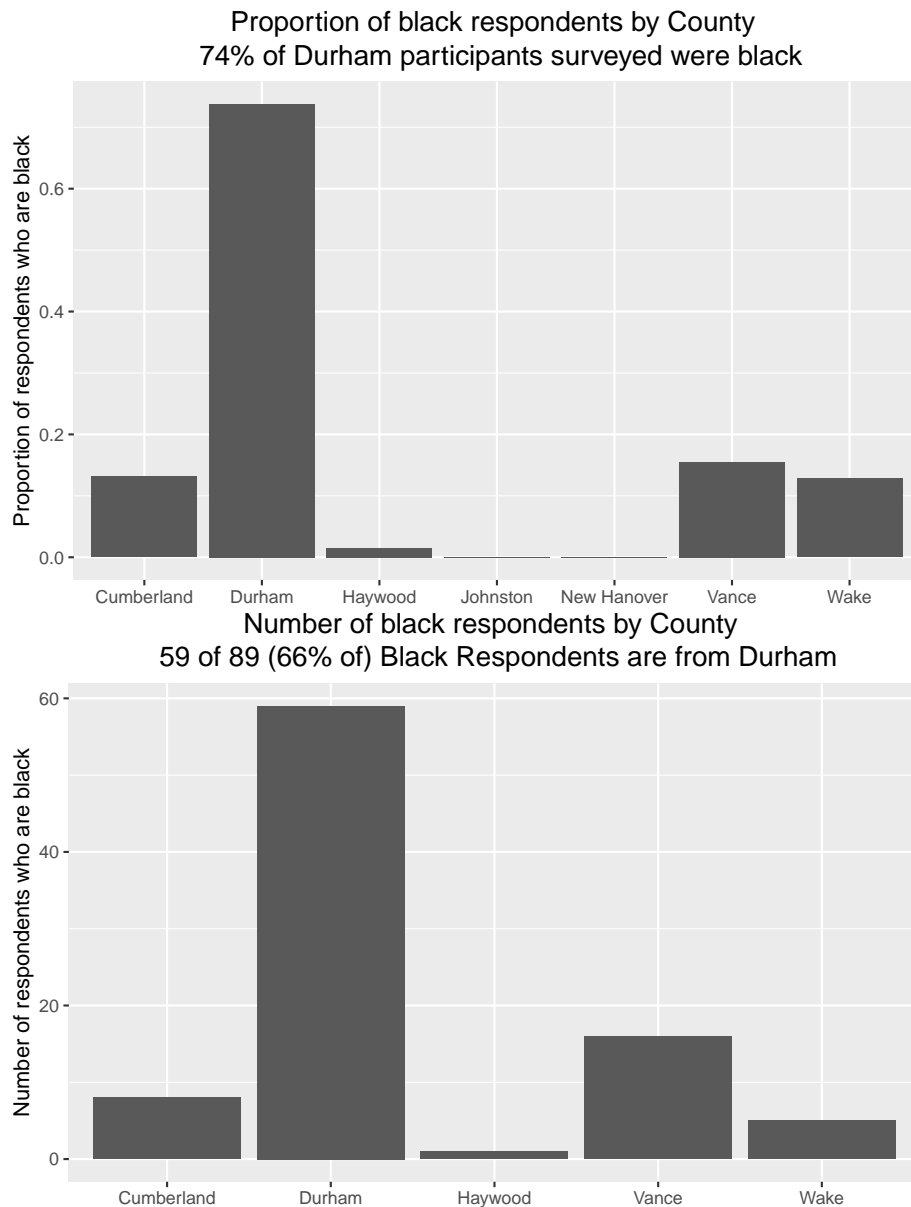 Proportion of black respondents by County
74% of Durham participants surveyed were black
Proportion of respondents who are black
0.6
0.4
0.2
0.0
Cumberland Durham Haywood Johnston New Hanover Vance Wake
Number of black respondents by County
59 of 89 (66% of) Black Respondents are from Durham
Number of respondents who are black
60
40
20
0
Cumberland Durham Haywood Vance Wake